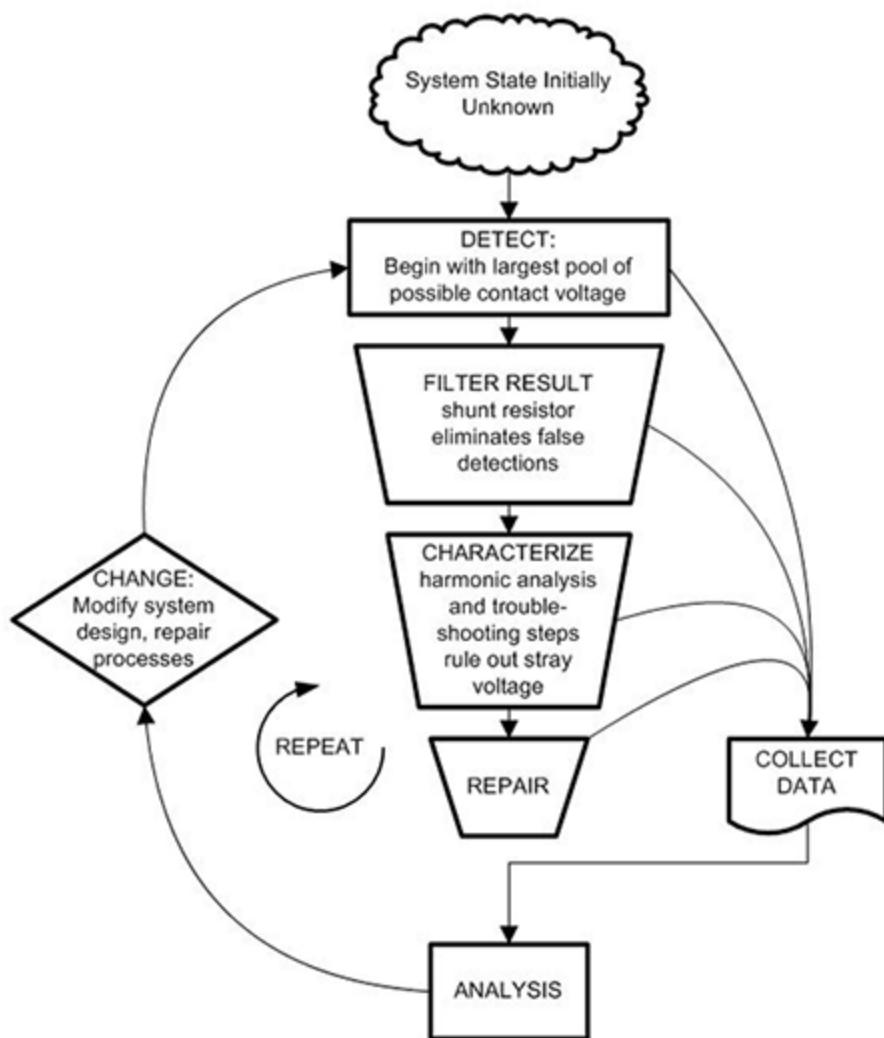 System State Initially
Unknown
DETECT:
Begin with largest pool of
possible contact voltage
FILTER RESULT
shunt resistor
eliminates false
detections
CHARACTERIZE
harmonic analysis
and trouble-
shooting steps
rule out stray
voltage
CHANGE:
Modify system
design, repair
processes
REPEAT
REPAIR
COLLECT
DATA
ANALYSIS